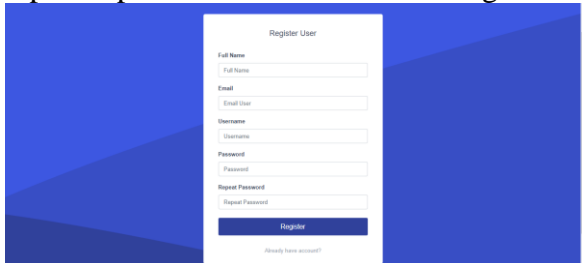 Register User
Full Name
Full Name
Email
Email User
Username
Username
Password
Password
Repeat Password
Repeat Password
Register
Already have account?